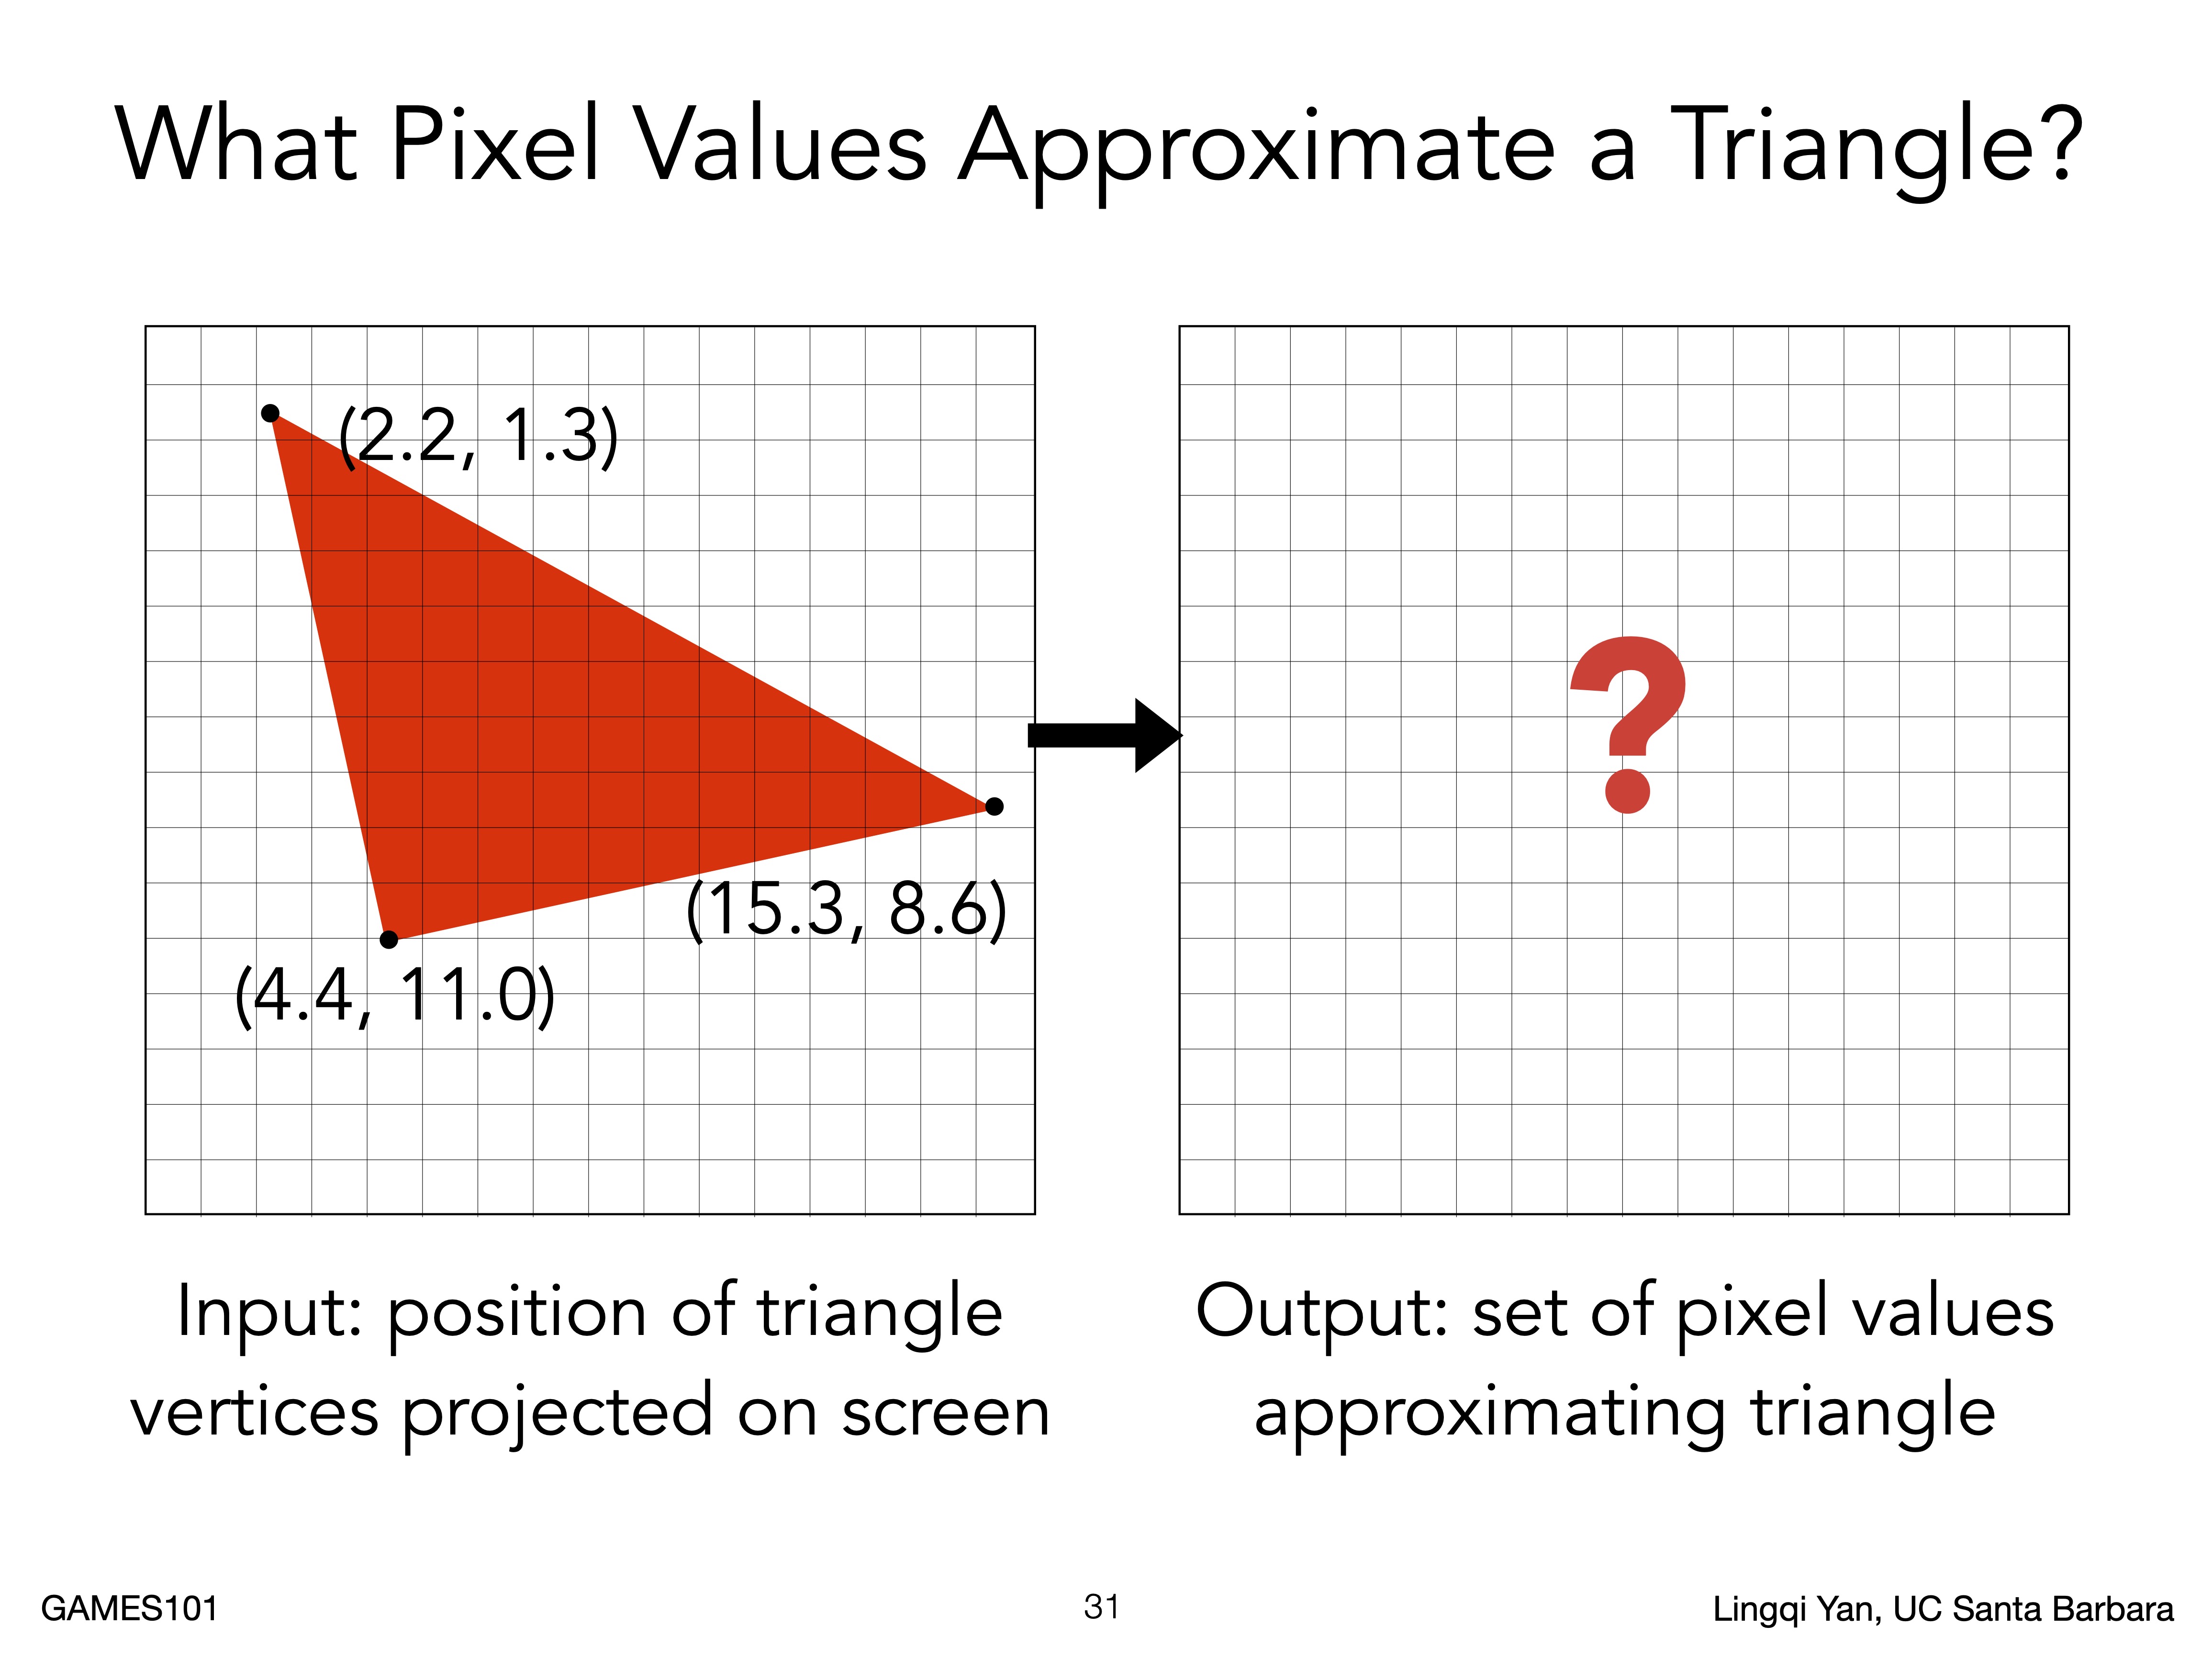 What Pixel Values Approximate a Triangle?
(2.2, 1.3)
?
(15.3, 8.6)
(4.4, 11.0)
Input: position of triangle
vertices projected on screen
Output: set of pixel values
approximating triangle
GAMES101
31
Lingqi Yan, UC Santa Barbara